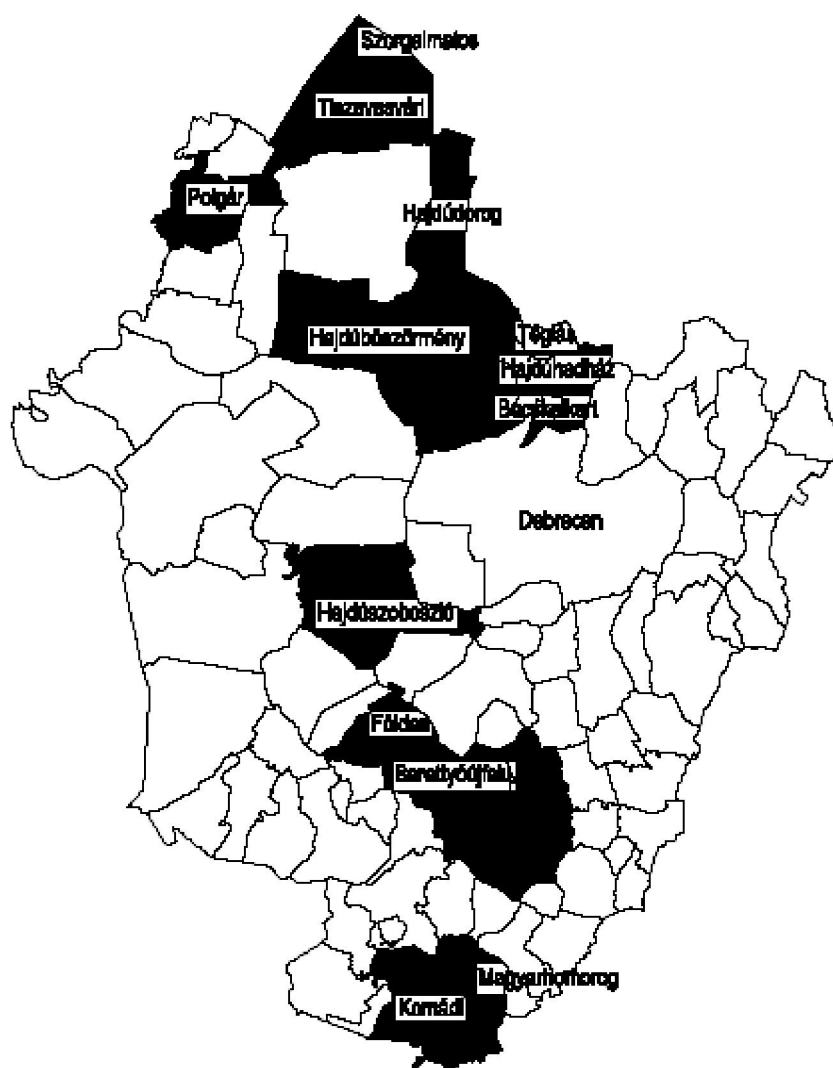 Szorgalmatos
Tiszavasvári
Polgár
Hajdúdorog
Hajdúböszörmény
Téglás
Hajdúhadház
Bocskaikert
Debrecen
Hajdúszoboszló
Földes
Berettyóújfalu
Magyarhomorog
Komádi